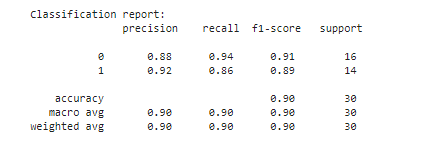 Classification report:
precision recall f1-score support
0 0.88 0.94 0.91 16
1 0.92 0.86 0.89 14
accuracy 0.90 30
macro avg 0.90 0.90 0.90 30
weighted avg 0.90 0.90 0.90 30